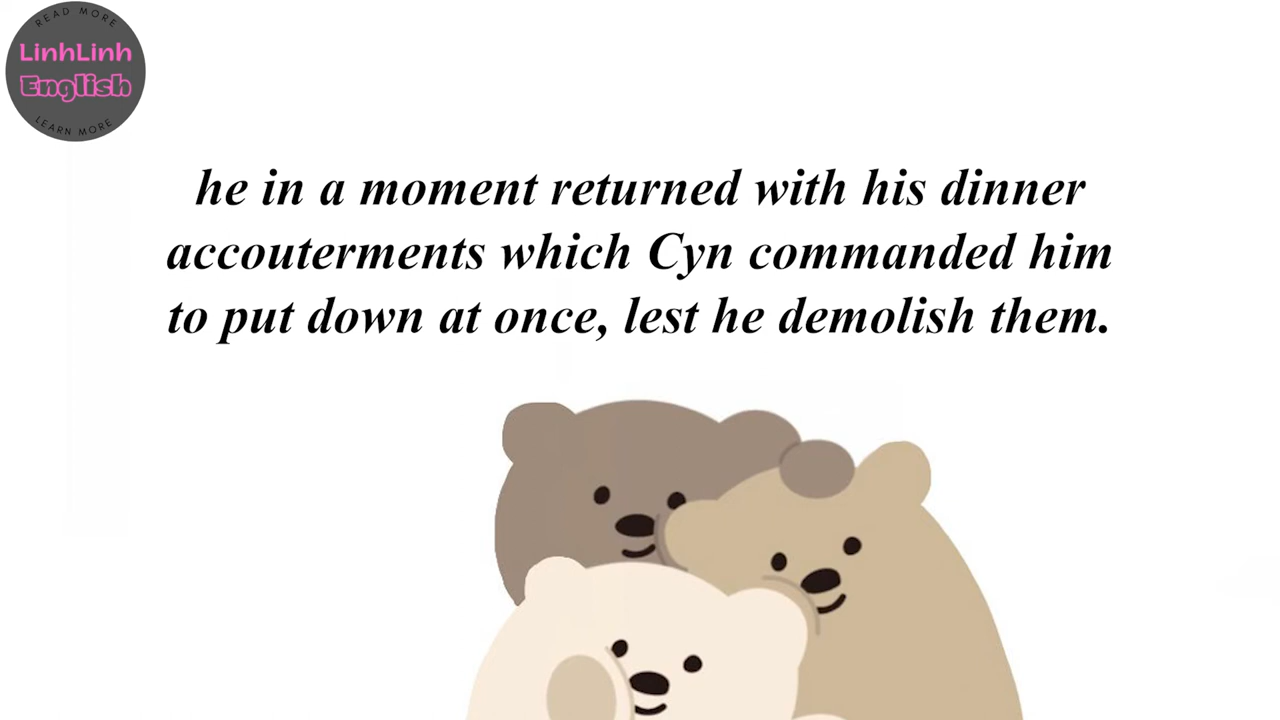 READ MORE
LinhLinh
English
LEARN MORE
he in a moment returned with his dinner
accouterments which Cyn commanded him
to put down at once, lest he demolish them.